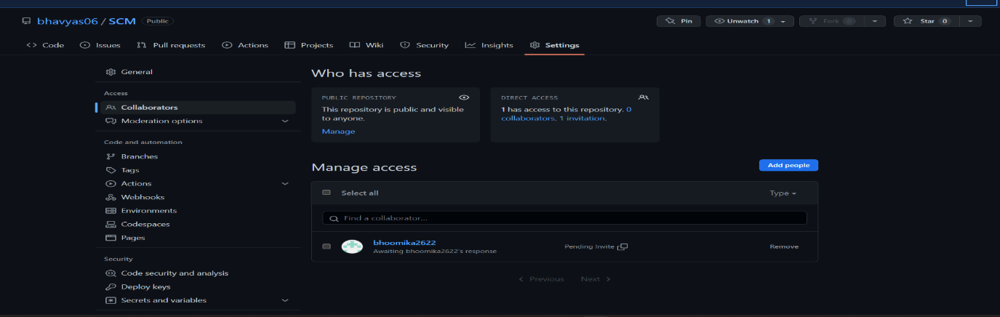 bhavyas06 / SCM Public
Pin Unwatch 1 Fork 0 Star 0
Code Issues Pull requests Actions Projects Wiki Security Insights Settings
General
Access
Collaborators
Moderation options
Code and automation
Branches
Tags
Actions
Webhooks
Environments
Codespaces
Pages
Security
Code security and analysis
Deploy keys
Secrets and variables
Who has access
PUBLIC REPOSITORY
This repository is public and visible
to anyone.
Manage
DIRECT ACCESS
1 has access to this repository. 0
collaborators. 1 invitation.
Manage access
Add people
Select all Type
Find a collaborator...
bhoomika2622
Awaiting bhoomika2622's response
Pending Invite
Remove
Previous Next